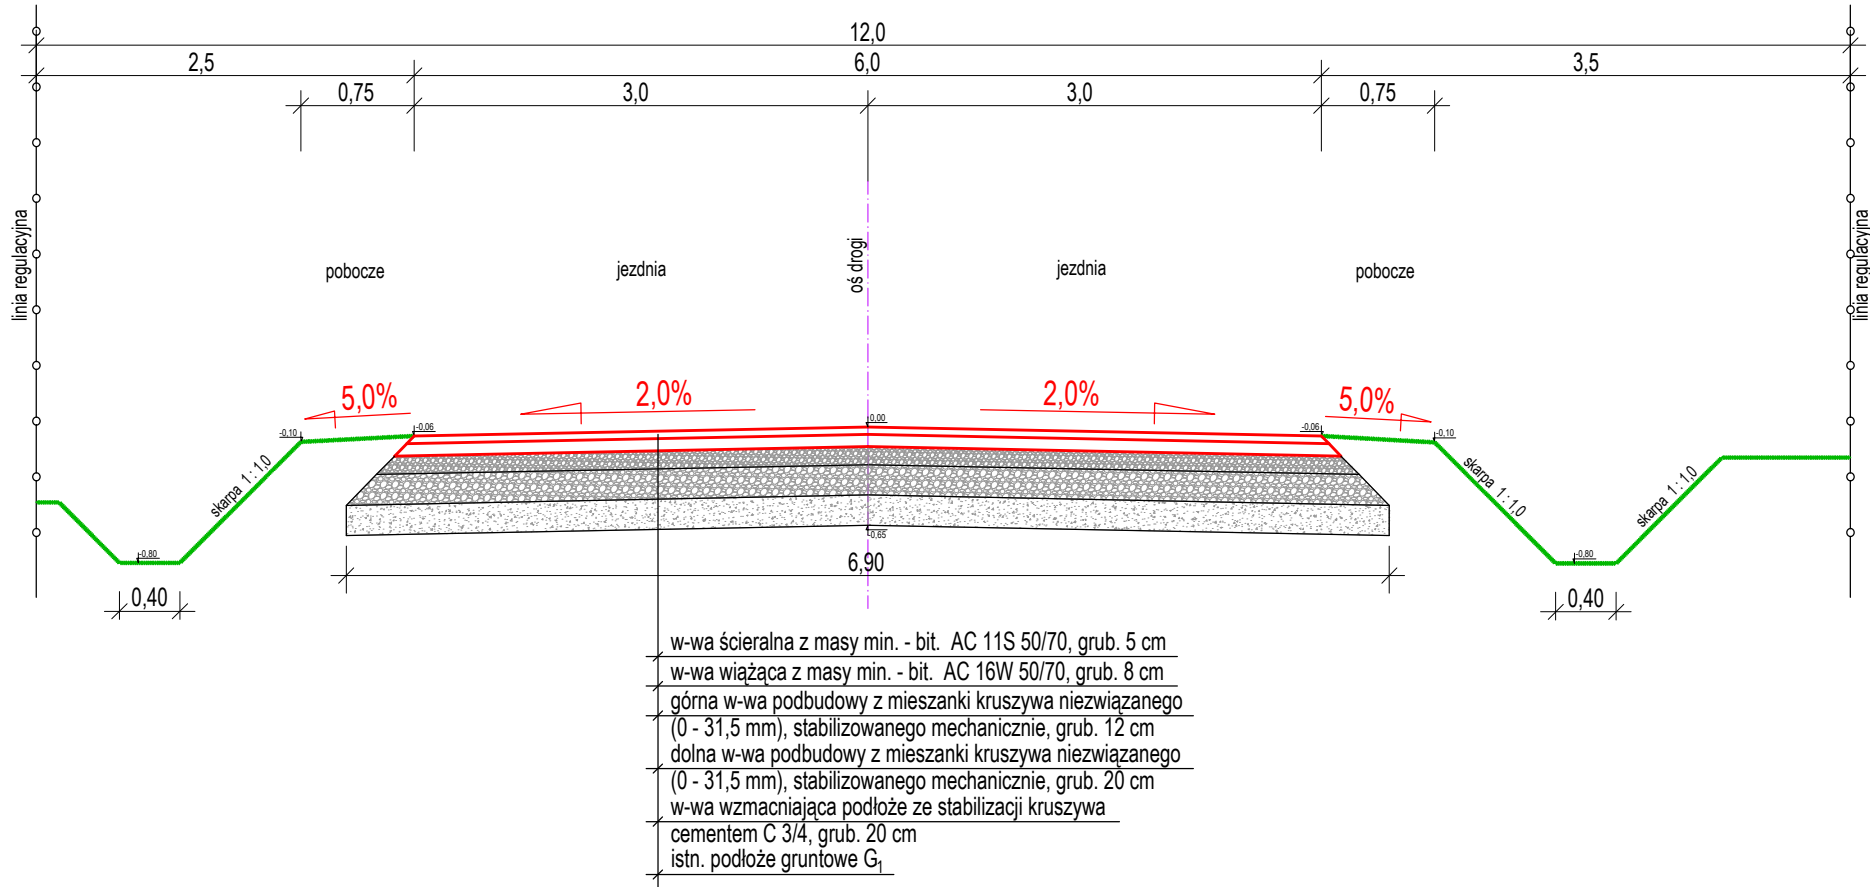 12,0
2,5
6,0
3,5
0,75
3,0
3,0
0,75
linia regulacyjna
linia regulacyjna
oś drogi
pobocze
jezdnia
jezdnia
pobocze
5,0%
2,0%
2,0%
5,0%
-0,10
-0,06
0,00
-0,06
-0,10
skarpa 1 : 1,0
skarpa 1 : 1,0
skarpa 1 : 1,0
-0,80
-0,65
-0,80
6,90
0,40
0,40
w-wa ścieralna z masy min. - bit. AC 11S 50/70, grub. 5 cm
w-wa wiążąca z masy min. - bit. AC 16W 50/70, grub. 8 cm
górna w-wa podbudowy z mieszanki kruszywa niezwiązanego
(0 - 31,5 mm), stabilizowanego mechanicznie, grub. 12 cm
dolna w-wa podbudowy z mieszanki kruszywa niezwiązanego
(0 - 31,5 mm), stabilizowanego mechanicznie, grub. 20 cm
w-wa wzmacniająca podłoże ze stabilizacji kruszywa
cementem C 3/4, grub. 20 cm
istn. podłoże gruntowe G₁